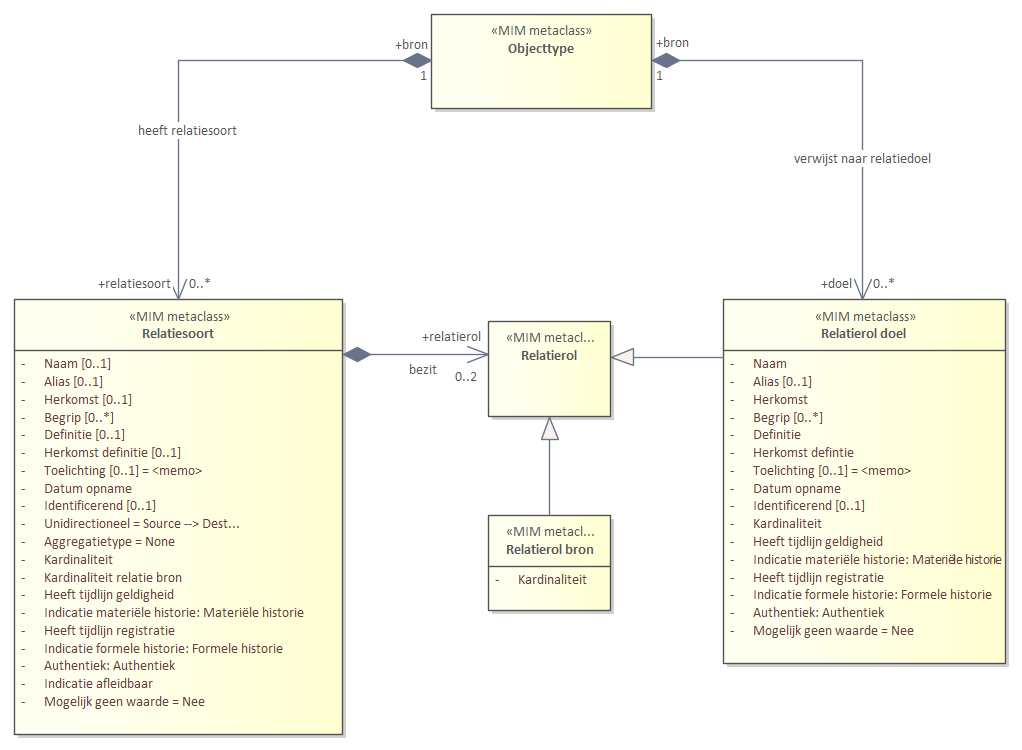 «MIM metaclass»
Objecttype
+bron
1
+bron
1
heeft relatiesoort
verwijst naar relatiedoel
+relatiesoort
0..*
+doel
0..*
«MIM metaclass»
Relatiesoort
- Naam [0..1]
- Alias [0..1]
- Herkomst [0..1]
- Begrip [0..*]
- Definitie [0..1]
- Herkomst definitie [0..1]
- Toelichting [0..1] = <memo>
- Datum opname
- Identificerend [0..1]
- Unidirectioneel = Source --> Dest...
- Aggregatietype = None
- Kardinaliteit
- Kardinaliteit relatie bron
- Heeft tijdlijn geldigheid
- Indicatie materiële historie: Materiële historie
- Heeft tijdlijn registratie
- Indicatie formele historie: Formele historie
- Authentiek: Authentiek
- Indicatie afleidbaar
- Mogelijk geen waarde = Nee
+relatierol
bezit
0..2
«MIM metacl...
Relatierol
«MIM metacl...
Relatierol bron
- Kardinaliteit
«MIM metaclass»
Relatierol doel
- Naam
- Alias [0..1]
- Herkomst
- Begrip [0..*]
- Definitie
- Herkomst defintie
- Toelichting [0..1] = <memo>
- Datum opname
- Identificerend [0..1]
- Kardinaliteit
- Heeft tijdlijn geldigheid
- Indicatie materiële historie: Materiële historie
- Heeft tijdlijn registratie
- Indicatie formele historie: Formele historie
- Authentiek: Authentiek
- Mogelijk geen waarde = Nee